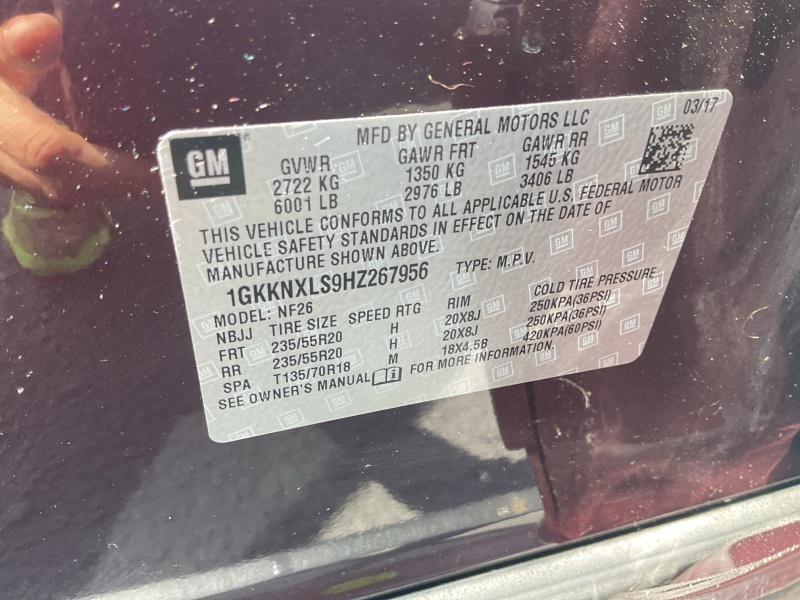 GM
MFD BY GENERAL MOTORS LLC
03/17
GVWR GAWR FRT GAWR RR
2722 KG 1350 KG 1545 KG
6001 LB 2976 LB 3406 LB
THIS VEHICLE CONFORMS TO ALL APPLICABLE U.S. FEDERAL MOTOR
VEHICLE SAFETY STANDARDS IN EFFECT ON THE DATE OF
MANUFACTURE SHOWN ABOVE.
1GKKNXLS9HZ267956 TYPE: M.P.V.
MODEL: NF26
NBJJ TIRE SIZE SPEED RTG RIM COLD TIRE PRESSURE
FRT 235/55R20 H 20X8J 250KPA(36PSI)
RR 235/55R20 H 20X8J 250KPA(36PSI)
SPA T135/70R18 M 18X4.5B 420KPA(60PSI)
SEE OWNER'S MANUAL FOR MORE INFORMATION.